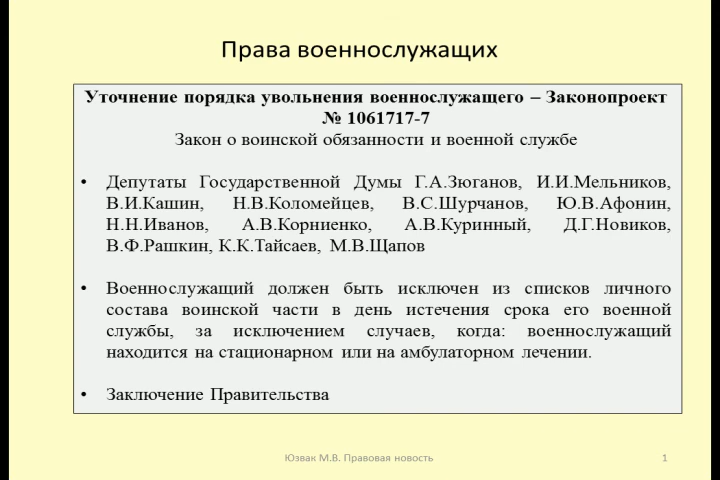 Права военнослужащих
Уточнение порядка увольнения военнослужащего – Законопроект
№ 1061717-7
Закон о воинской обязанности и военной службе
• Депутаты Государственной Думы Г.А.Зюганов, И.И.Мельников,
В.И.Кашин, Н.В.Коломейцев, В.С.Шурчанов, Ю.В.Афонин,
Н.Н.Иванов, А.В.Корниенко, А.В.Куринный, Д.Г.Новиков,
В.Ф.Рашкин, К.К.Тайсаев, М.В.Щапов
• Военнослужащий должен быть исключен из списков личного
состава воинской части в день истечения срока его военной
службы, за исключением случаев, когда: военнослужащий
находится на стационарном или на амбулаторном лечении.
• Заключение Правительства
Юзвак М.В. Правовая новость
1